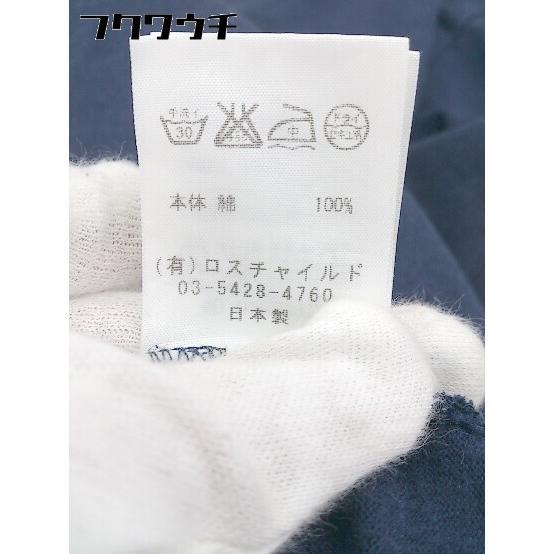 フクワウチ
手洗イ 30 中 ドライ セキユ系
本体 綿 100%
(有)ロスチャイルド
03-5428-4760
日本製